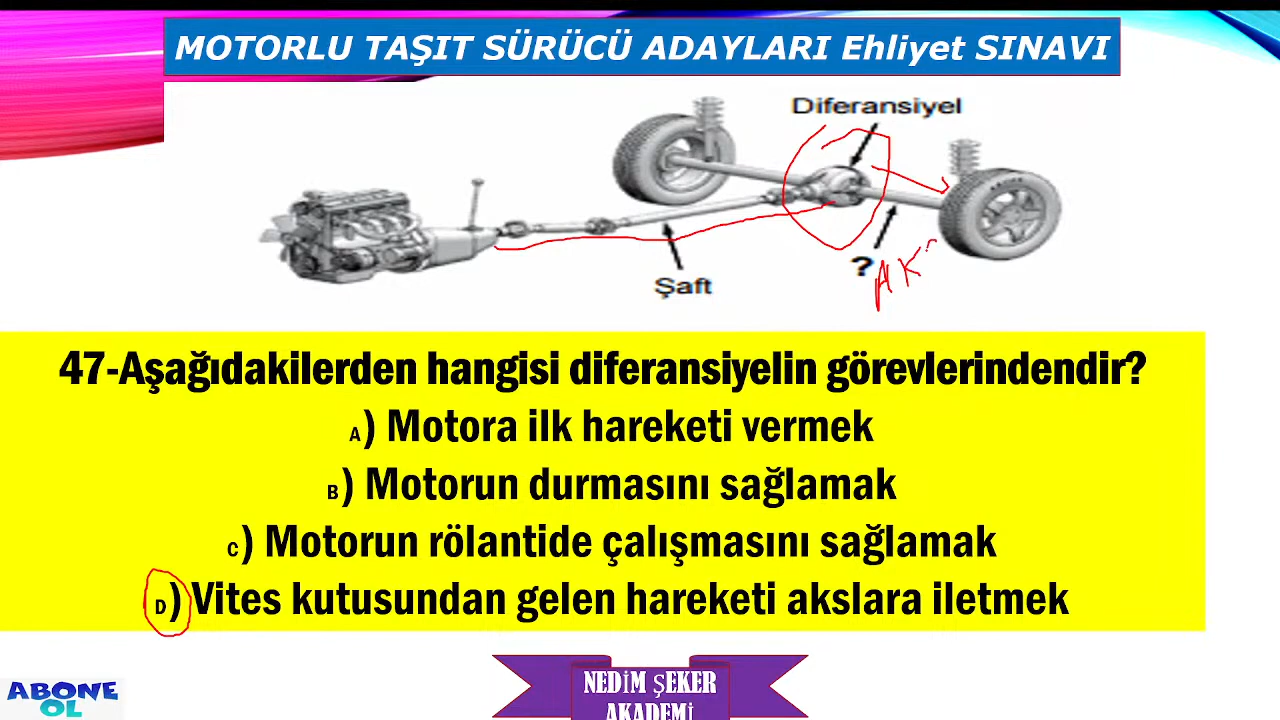 MOTORLU TAŞIT SÜRÜCÜ ADAYLARI Ehliyet SINAVI
Diferansiyel
?
AK
Şaft
47-Aşağıdakilerden hangisi diferansiyelin görevlerindendir?
A) Motora ilk hareketi vermek
B) Motorun durmasını sağlamak
C) Motorun rölantide çalışmasını sağlamak
D) Vites kutusundan gelen hareketi akslara iletmek
NEDİM ŞEKER
AKADEMİ
ABONE
OL